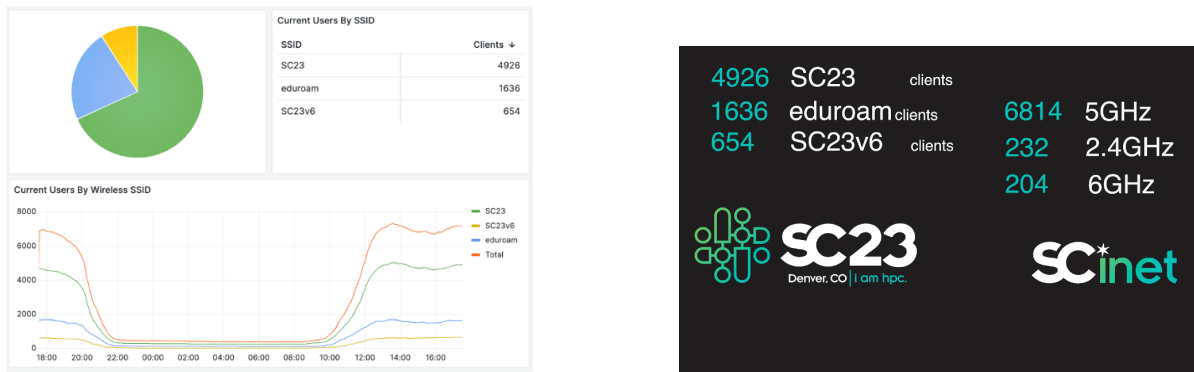 Current Users By SSID
SSID Clients ↓
SC23 4926
eduroam 1636
SC23v6 654
Current Users By Wireless SSID
8000
6000
4000
2000
0
18:00 20:00 22:00 00:00 02:00 04:00 06:00 08:00 10:00 12:00 14:00 16:00
SC23
SC23v6
eduroam
Total
4926 SC23 clients
1636 eduroam clients
654 SC23v6 clients
6814 5GHz
232 2.4GHz
204 6GHz
SC23
Denver, CO | i am hpc.
SCinet